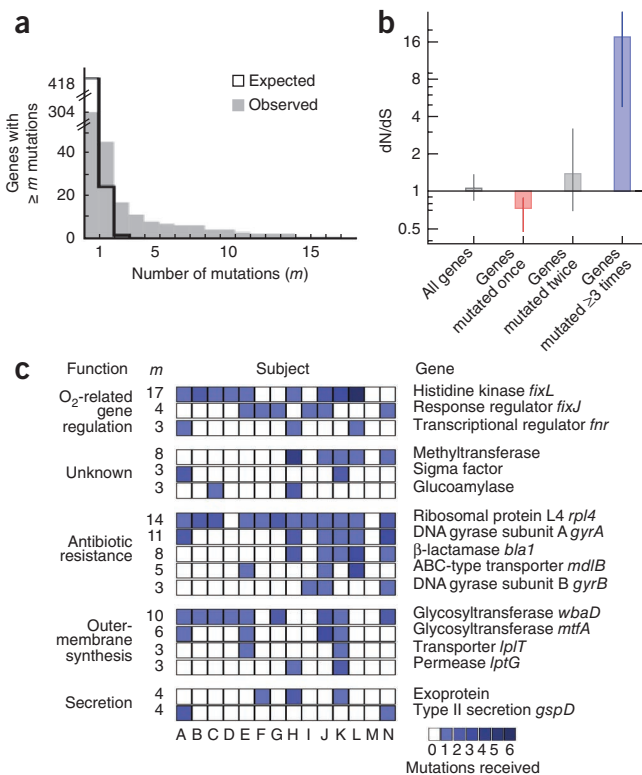 a
418
304
40
20
0
Genes with
≥ m mutations
Expected
Observed
1 5 10 15
Number of mutations (m)
b
16
8
4
2
1
0.5
dN/dS
All genes
Genes
mutated once
Genes
mutated twice
Genes
mutated ≥3 times
c
Function m Subject Gene
O2-related
gene
regulation
17 Histidine kinase fixL
4 Response regulator fixJ
3 Transcriptional regulator fnr
Unknown
8 Methyltransferase
3 Sigma factor
3 Glucoamylase
Antibiotic
resistance
14 Ribosomal protein L4 rpl4
11 DNA gyrase subunit A gyrA
8 β-lactamase bla1
5 ABC-type transporter mdlB
3 DNA gyrase subunit B gyrB
Outer-
membrane
synthesis
10 Glycosyltransferase wbaD
6 Glycosyltransferase mtfA
3 Transporter lplT
3 Permease lptG
Secretion
4 Exoprotein
4 Type II secretion gspD
A B C D E F G H I J K L M N
0 1 2 3 4 5 6
Mutations received